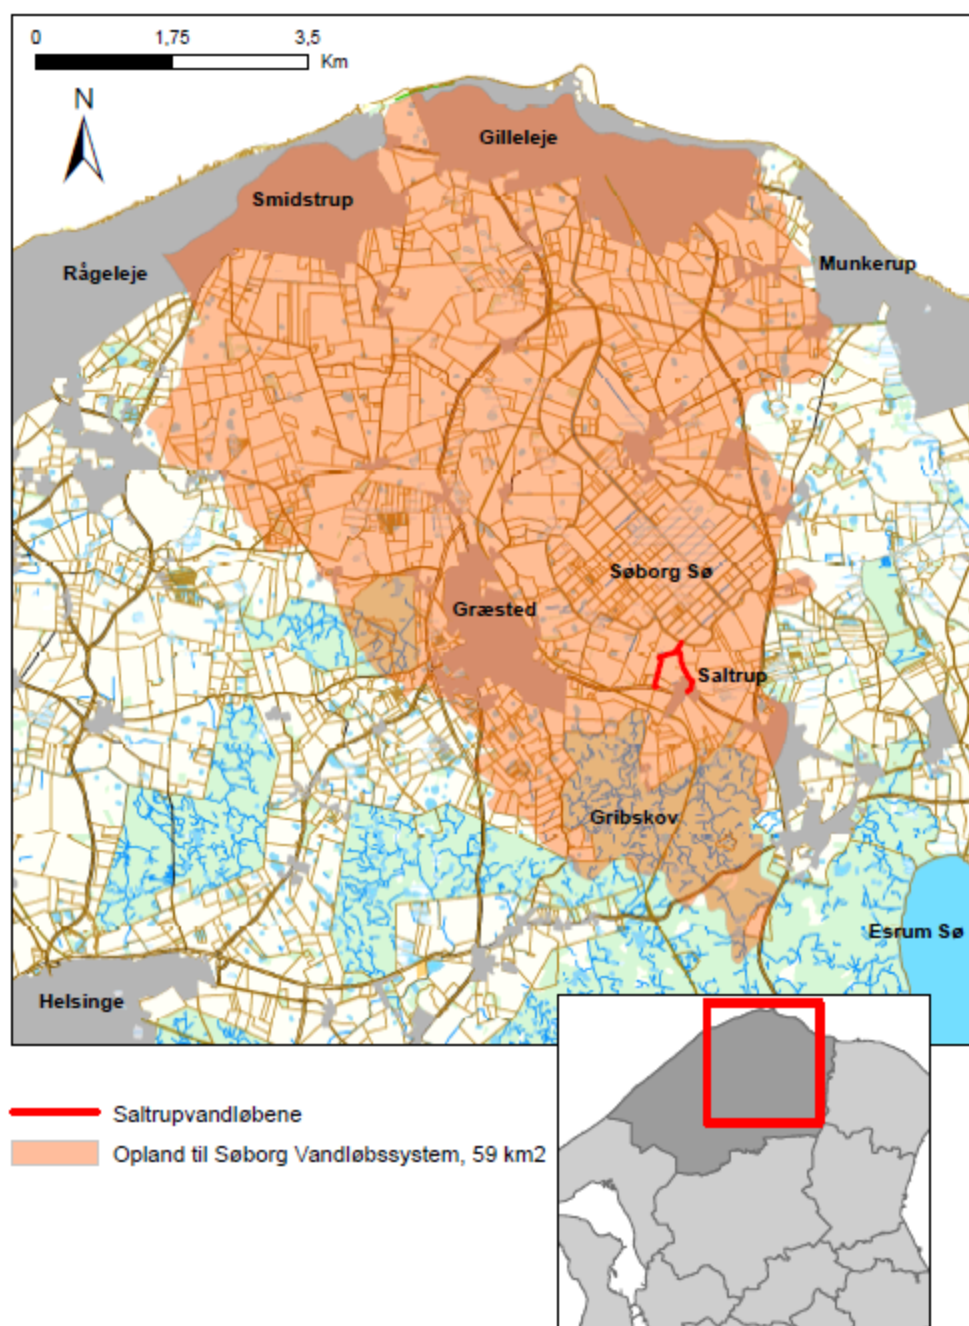 0 1,75 3,5
Km
N
Gilleleje
Smidstrup
Rågeleje
Munkerup
Søborg Sø
Græsted
Saltrup
Gribskov
Esrum Sø
Helsinge
Saltrupvandløbene
Opland til Søborg Vandløbssystem, 59 km2